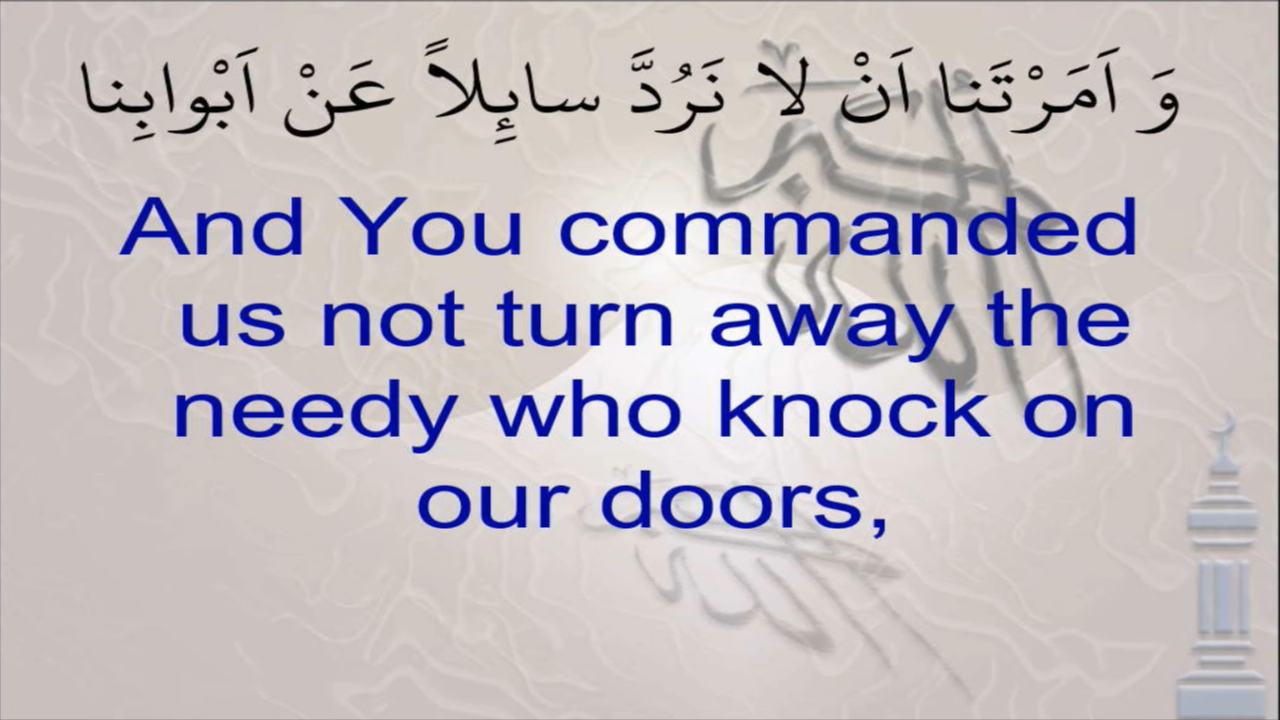 وَ اَمَرْتَنا اَنْ لا نَرُدَّ سايِٕلاً عَنْ اَبْوابِنا
And You commanded
us not turn away the
needy who knock on
our doors,